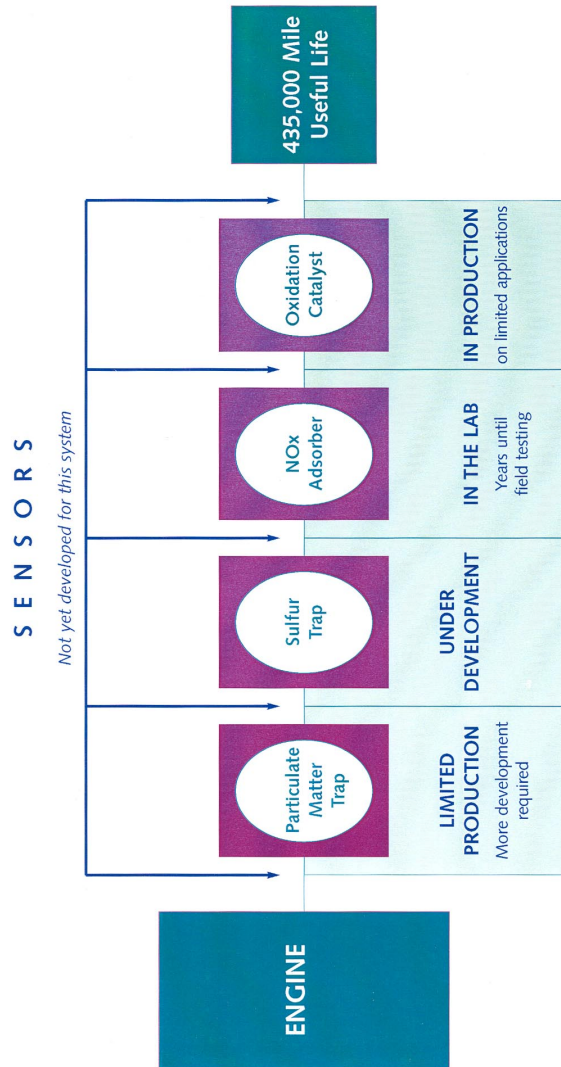 SENSORS
Not yet developed for this system
ENGINE
Particulate
Matter
Trap
Sulfur
Trap
NOx
Adsorber
Oxidation
Catalyst
435,000 Mile
Useful Life
LIMITED
PRODUCTION
More development
required
UNDER
DEVELOPMENT
IN THE LAB
Years until
field testing
IN PRODUCTION
on limited applications